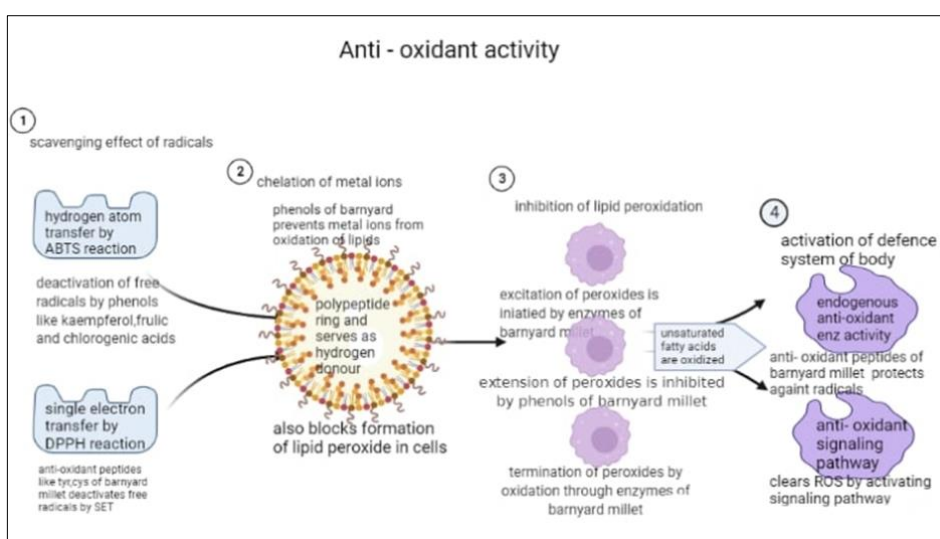 Anti - oxidant activity
1
scavenging effect of radicals
hydrogen atom
transfer by
ABTS reaction
deactivation of free
radicals by phenols
like kaempferol,frulic
and chlorogenic acids
single electron
transfer by
DPPH reaction
anti-oxidant peptides
like tyr,cys of barnyard
millet deactivates free
radicals by SET
2
chelation of metal ions
phenols of barnyard
prevents metal ions from
oxidation of lipids
polypeptide
ring and
serves as
hydrogen
donour
also blocks formation
of lipid peroxide in cells
3
inhibition of lipid peroxidation
excitation of peroxides is
iniatied by enzymes of
barnyard millet
extension of peroxides is inhibited
by phenols of barnyard millet
termination of peroxides by
oxidation through enzymes of
barnyard millet
unsaturated
fatty acids
are oxidized
4
activation of defence
system of body
endogenous
anti-oxidant
enz activity
anti- oxidant peptides of
barnyard millet protects
againt radicals
anti- oxidant
signaling
pathway
clears ROS by activating
signaling pathway